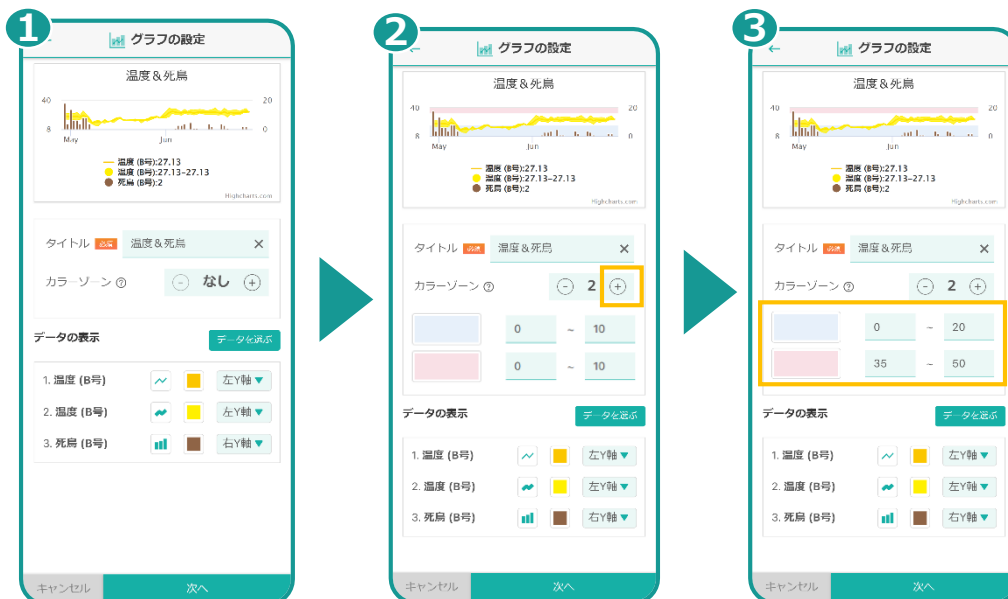 1
グラフの設定
温度&死鳥
40
20
8
0
May
Jun
温度 (B号):27.13
温度 (B号):27.13–27.13
死鳥 (B号):2
Highcharts.com
タイトル 必須 温度&死鳥 ×
カラーゾーン ? - なし +
データの表示 データを選ぶ
1. 温度 (B号) 左Y軸▼
2. 温度 (B号) 左Y軸▼
3. 死鳥 (B号) 右Y軸▼
キャンセル 次へ
2
←
グラフの設定
温度&死鳥
40
20
8
0
May
Jun
温度 (B号):27.13
温度 (B号):27.13–27.13
死鳥 (B号):2
Highcharts.com
タイトル 必須 温度&死鳥 ×
カラーゾーン ? - 2 +
0 ~ 10
0 ~ 10
データの表示 データを選ぶ
1. 温度 (B号) 左Y軸▼
2. 温度 (B号) 左Y軸▼
3. 死鳥 (B号) 右Y軸▼
キャンセル 次へ
3
←
グラフの設定
温度&死鳥
40
20
8
0
May
Jun
温度 (B号):27.13
温度 (B号):27.13–27.13
死鳥 (B号):2
Highcharts.com
タイトル 必須 温度&死鳥 ×
カラーゾーン ? - 2 +
0 ~ 20
35 ~ 50
データの表示 データを選ぶ
1. 温度 (B号) 左Y軸▼
2. 温度 (B号) 左Y軸▼
3. 死鳥 (B号) 右Y軸▼
キャンセル 次へ